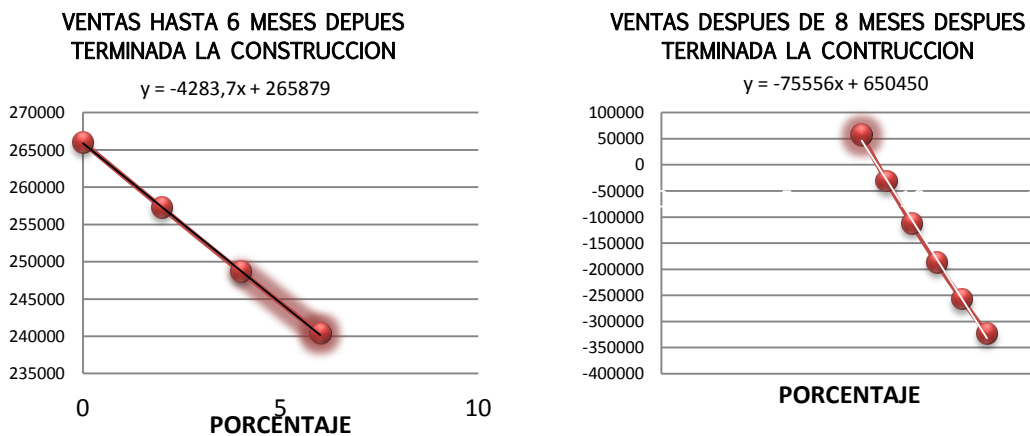 VENTAS HASTA 6 MESES DEPUES
TERMINADA LA CONSTRUCCION
y = -4283,7x + 265879
270000
265000
260000
255000
250000
245000
240000
235000
0
5
10
PORCENTAJE
VENTAS DESPUES DE 8 MESES DESPUES
TERMINADA LA CONTRUCCION
y = -75556x + 650450
100000
50000
0
-50000
-100000
-150000
-200000
-250000
-300000
-350000
-400000
PORCENTAJE